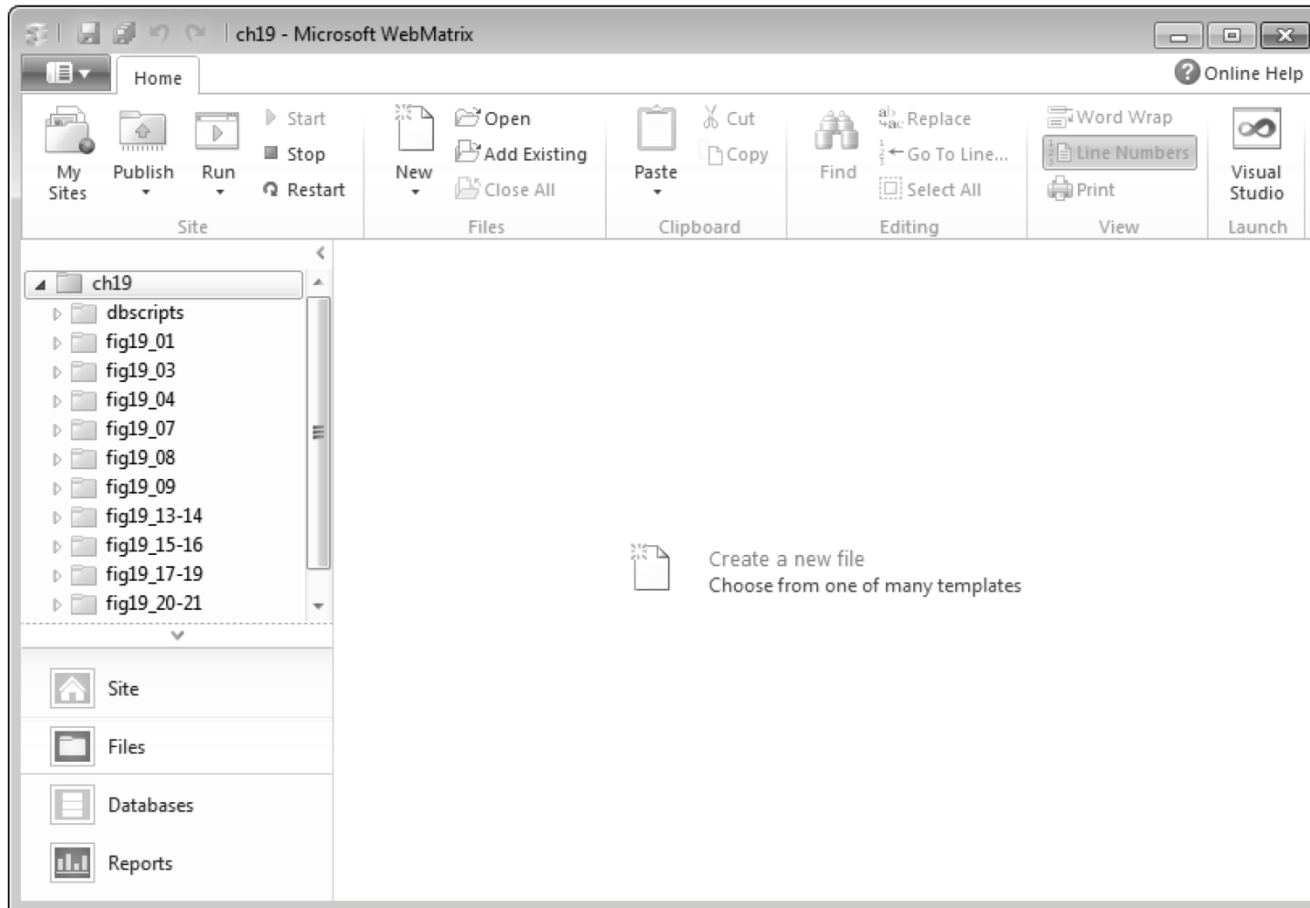 ch19 - Microsoft WebMatrix
Home
Online Help
My
Sites
Publish
Run
Start
Stop
Restart
Site
New
Open
Add Existing
Close All
Files
Paste
Cut
Copy
Clipboard
Find
Replace
Go To Line...
Select All
Editing
Word Wrap
Line Numbers
Print
View
Visual
Studio
Launch
ch19
dbscripts
fig19_01
fig19_03
fig19_04
fig19_07
fig19_08
fig19_09
fig19_13-14
fig19_15-16
fig19_17-19
fig19_20-21
Create a new file
Choose from one of many templates
Site
Files
Databases
Reports